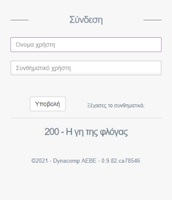 Σύνδεση
Όνομα χρήστη
Συνθηματικό χρήστη
Υποβολή
Ξέχασες το συνθηματικό;
200 - Η γη της φλόγας
©2021 - Dynacomp ΑΕΒΕ - 0.9.82.ca78546